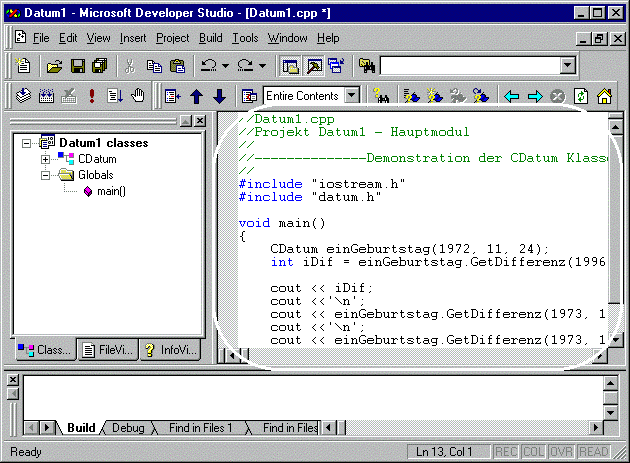 Datum1 - Microsoft Developer Studio - [Datum1.cpp *]
File Edit View Insert Project Build Tools Window Help
Entire Contents
Datum1 classes
CDatum
Globals
main()
Class... FileVi... InfoVi...
//Datum1.cpp
//Projekt Datum1 - Hauptmodul
//
//--------------Demonstration der CDatum Klasse
//
#include "iostream.h"
#include "datum.h"
void main()
{
CDatum einGeburtstag(1972, 11, 24);
int iDif = einGeburtstag.GetDifferenz(1996
cout << iDif;
cout <<'\n';
cout << einGeburtstag.GetDifferenz(1973, 1
cout <<'\n';
cout << einGeburtstag.GetDifferenz(1973, 1
Build Debug Find in Files 1 Find in Files
Ready Ln 13, Col 1 REC COL OVR READ